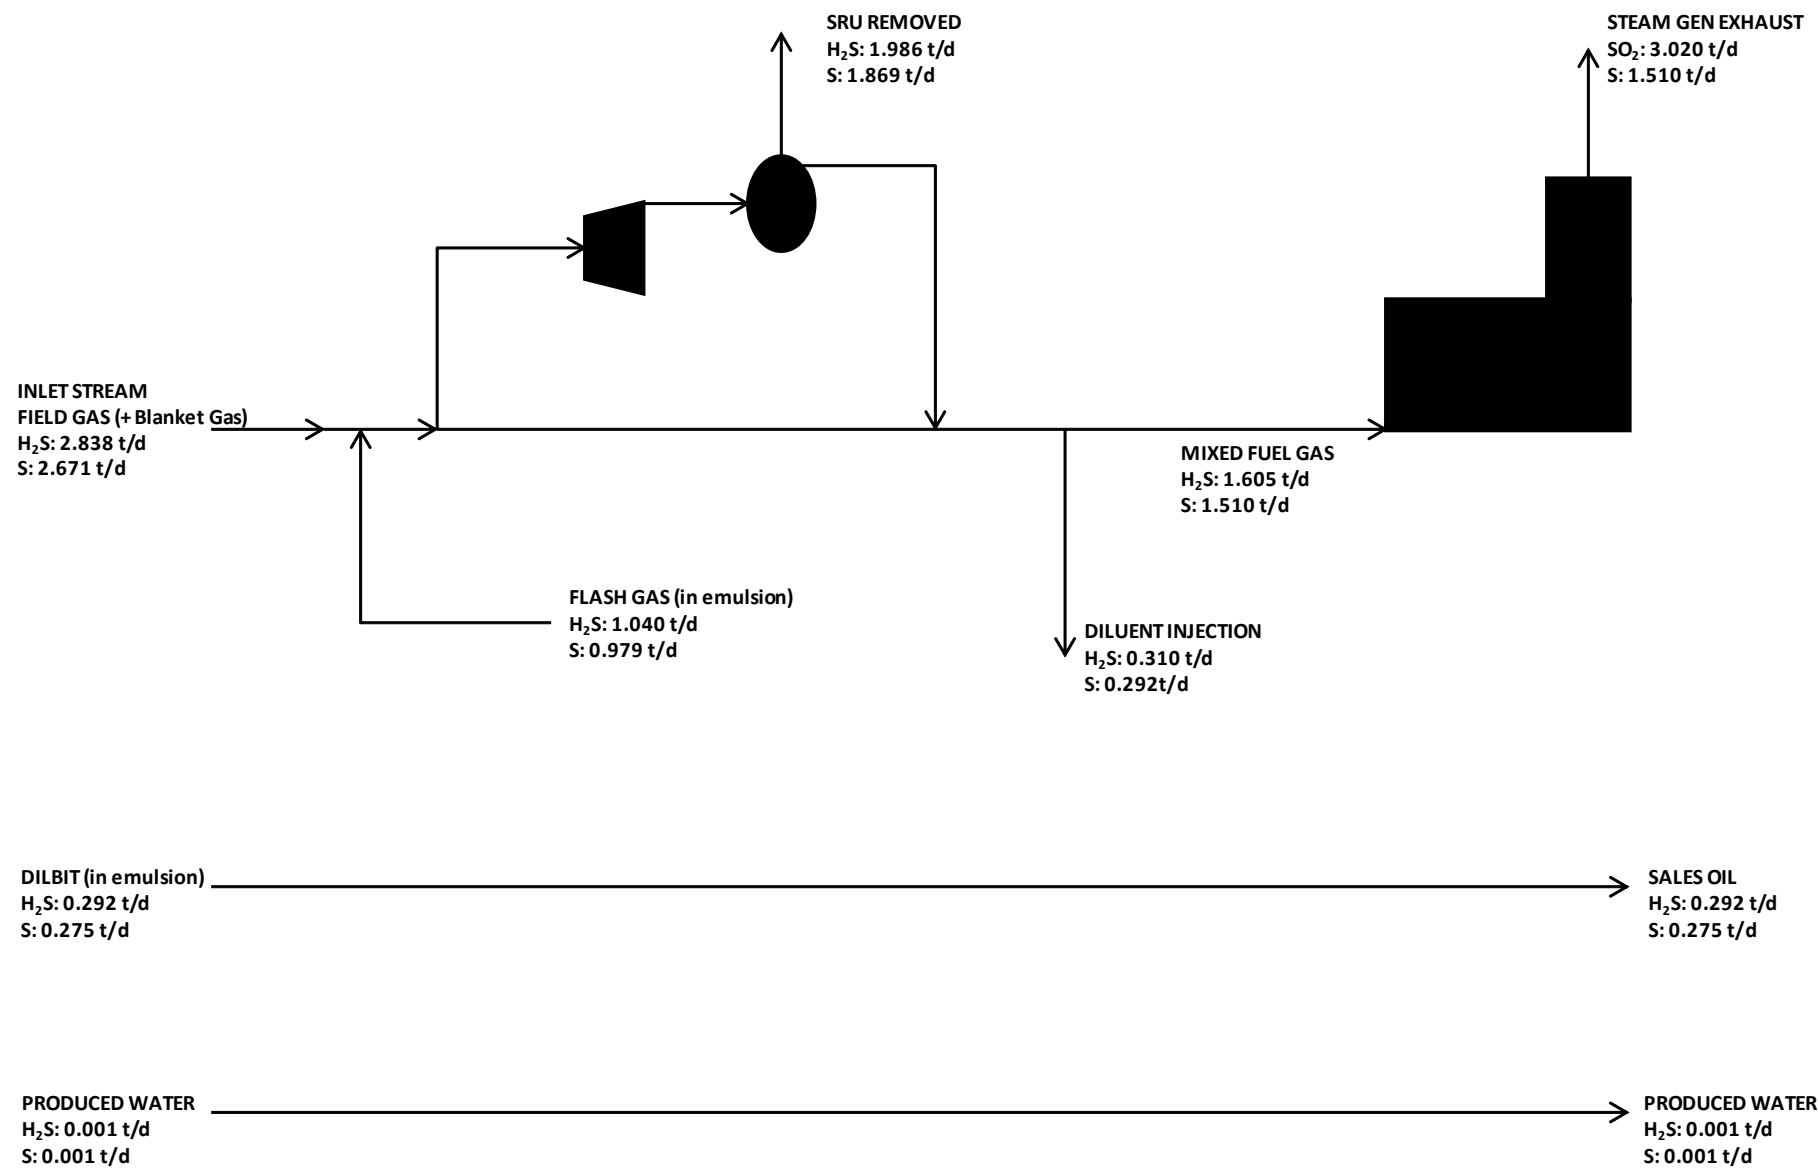 SRU REMOVED
H₂S: 1.986 t/d
S: 1.869 t/d
STEAM GEN EXHAUST
SO₂: 3.020 t/d
S: 1.510 t/d
INLET STREAM
FIELD GAS (+ Blanket Gas)
H₂S: 2.838 t/d
S: 2.671 t/d
MIXED FUEL GAS
H₂S: 1.605 t/d
S: 1.510 t/d
FLASH GAS (in emulsion)
H₂S: 1.040 t/d
S: 0.979 t/d
DILUENT INJECTION
H₂S: 0.310 t/d
S: 0.292t/d
DILBIT (in emulsion)
H₂S: 0.292 t/d
S: 0.275 t/d
SALES OIL
H₂S: 0.292 t/d
S: 0.275 t/d
PRODUCED WATER
H₂S: 0.001 t/d
S: 0.001 t/d
PRODUCED WATER
H₂S: 0.001 t/d
S: 0.001 t/d